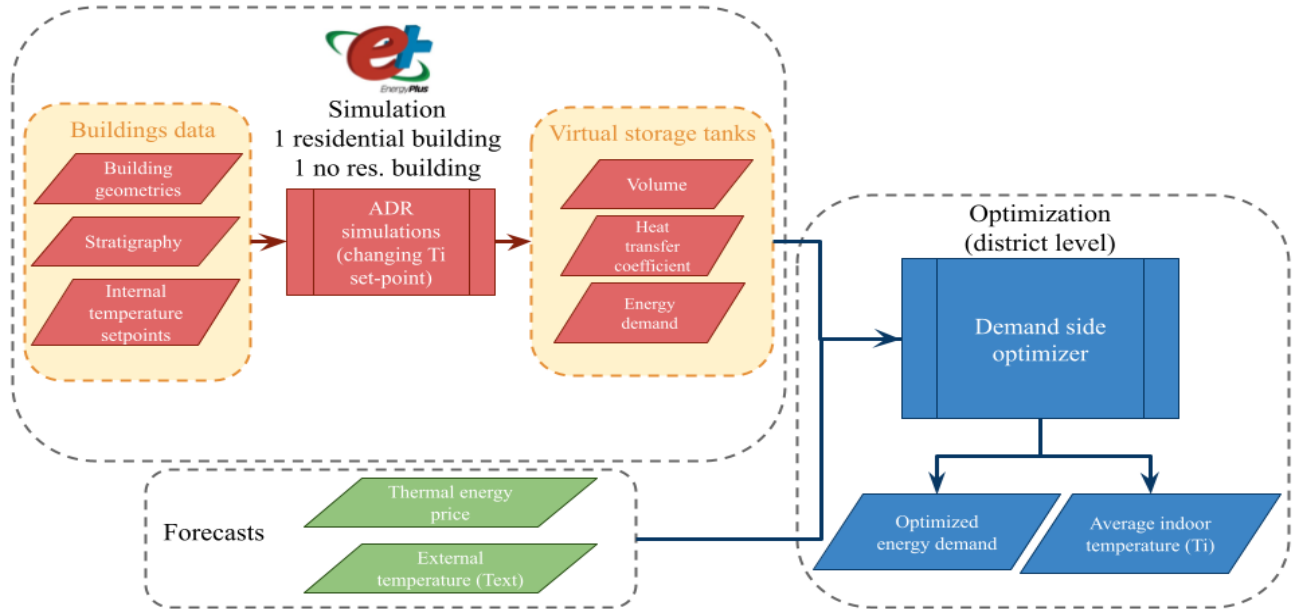 e+
EnergyPlus
Simulation
1 residential building
1 no res. building
Buildings data
Building
geometries
Stratigraphy
Internal
temperature
setpoints
ADR
simulations
(changing Ti
set-point)
Virtual storage tanks
Volume
Heat
transfer
coefficient
Energy
demand
Optimization
(district level)
Demand side
optimizer
Optimized
energy demand
Average indoor
temperature (Ti)
Forecasts
Thermal energy
price
External
temperature (Text)